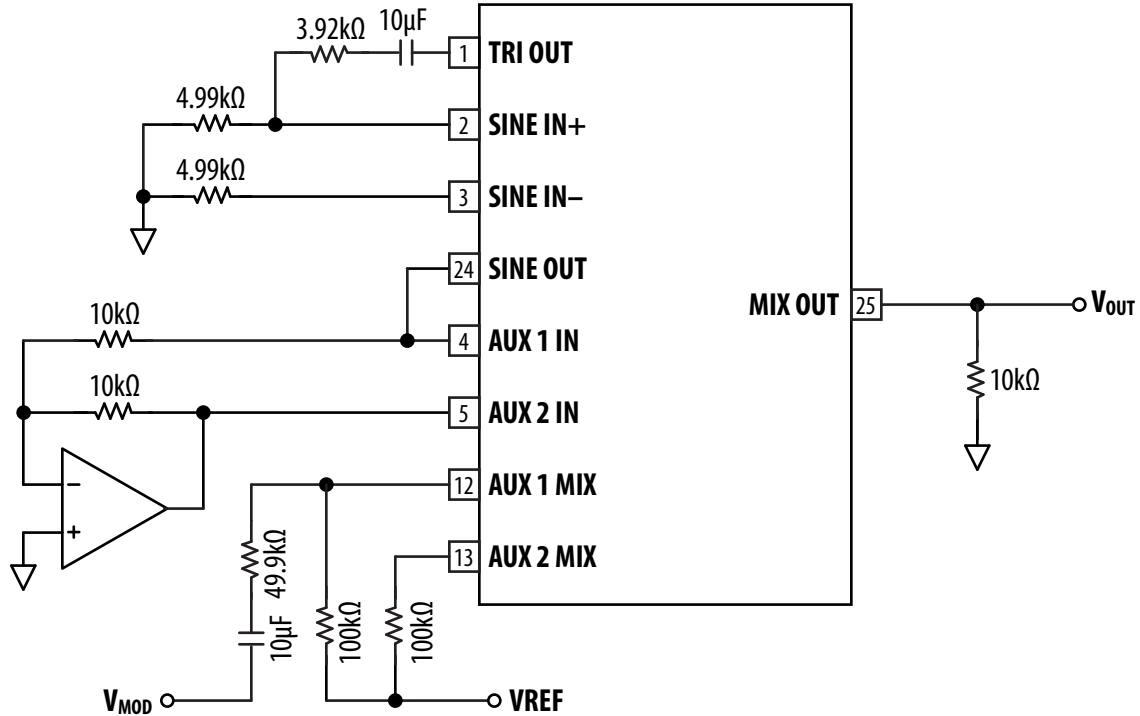 3.92kΩ
10µF
1 TRI OUT
4.99kΩ
2 SINE IN+
4.99kΩ
3 SINE IN−
24 SINE OUT
MIX OUT 25
VOUT
10kΩ
4 AUX 1 IN
10kΩ
10kΩ
5 AUX 2 IN
−
+
12 AUX 1 MIX
13 AUX 2 MIX
49.9kΩ
10µF
100kΩ
100kΩ
VMOD
VREF